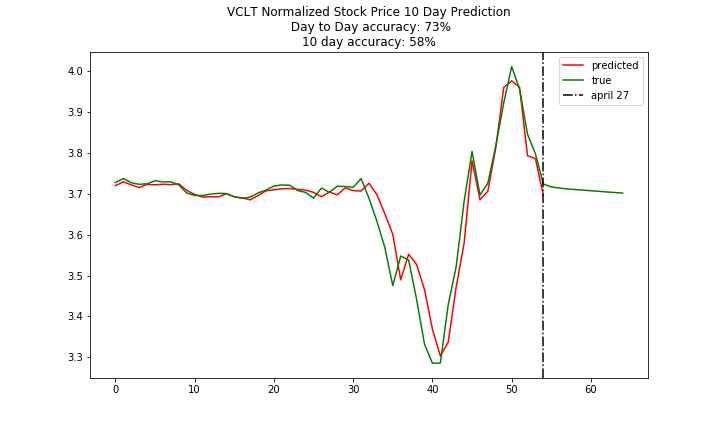 VCLT Normalized Stock Price 10 Day Prediction
Day to Day accuracy: 73%
10 day accuracy: 58%
predicted
true
april 27
4.0
3.9
3.8
3.7
3.6
3.5
3.4
3.3
0 10 20 30 40 50 60